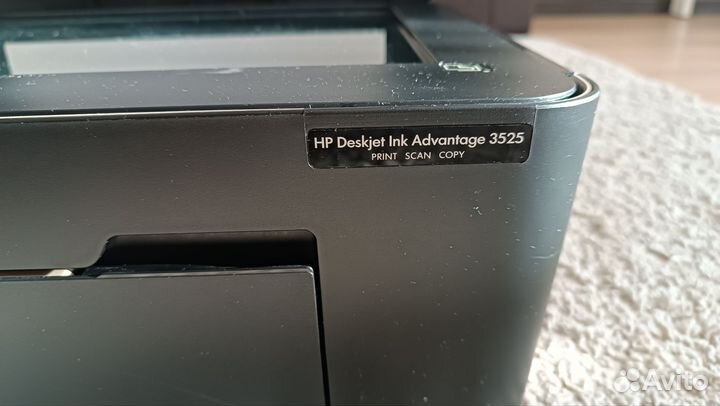 HP Deskjet Ink Advantage 3525
PRINT SCAN COPY
Avito